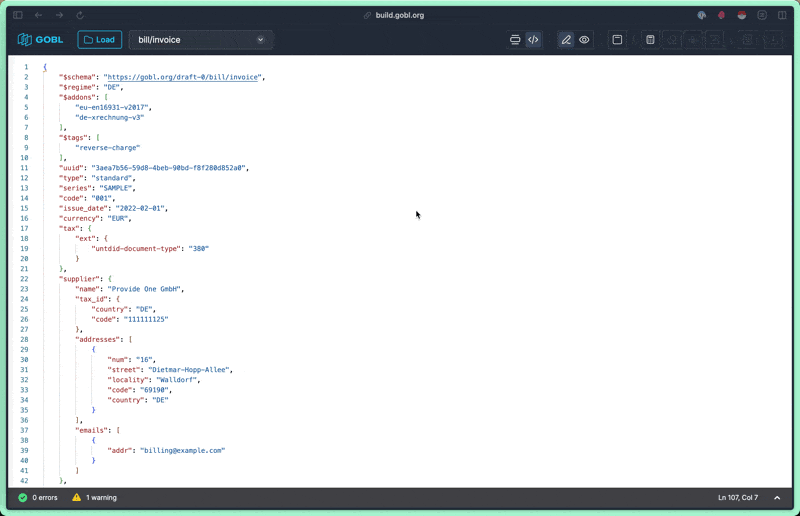 build.gobl.org
GOBL Load bill/invoice
1 {
2 "$schema": "https://gobl.org/draft-0/bill/invoice",
3 "$regime": "DE",
4 "$addons": [
5 "eu-en16931-v2017",
6 "de-xrechnung-v3"
7 ],
8 "$tags": [
9 "reverse-charge"
10 ],
11 "uuid": "3aea7b56-59d8-4beb-90bd-f8f280d852a0",
12 "type": "standard",
13 "series": "SAMPLE",
14 "code": "001",
15 "issue_date": "2022-02-01",
16 "currency": "EUR",
17 "tax": {
18 "ext": {
19 "untdid-document-type": "380"
20 }
21 },
22 "supplier": {
23 "name": "Provide One GmbH",
24 "tax_id": {
25 "country": "DE",
26 "code": "111111125"
27 },
28 "addresses": [
29 {
30 "num": "16",
31 "street": "Dietmar-Hopp-Allee",
32 "locality": "Walldorf",
33 "code": "69190",
34 "country": "DE"
35 }
36 ],
37 "emails": [
38 {
39 "addr": "billing@example.com"
40 }
41 ]
42 },
0 errors 1 warning Ln 107, Col 7